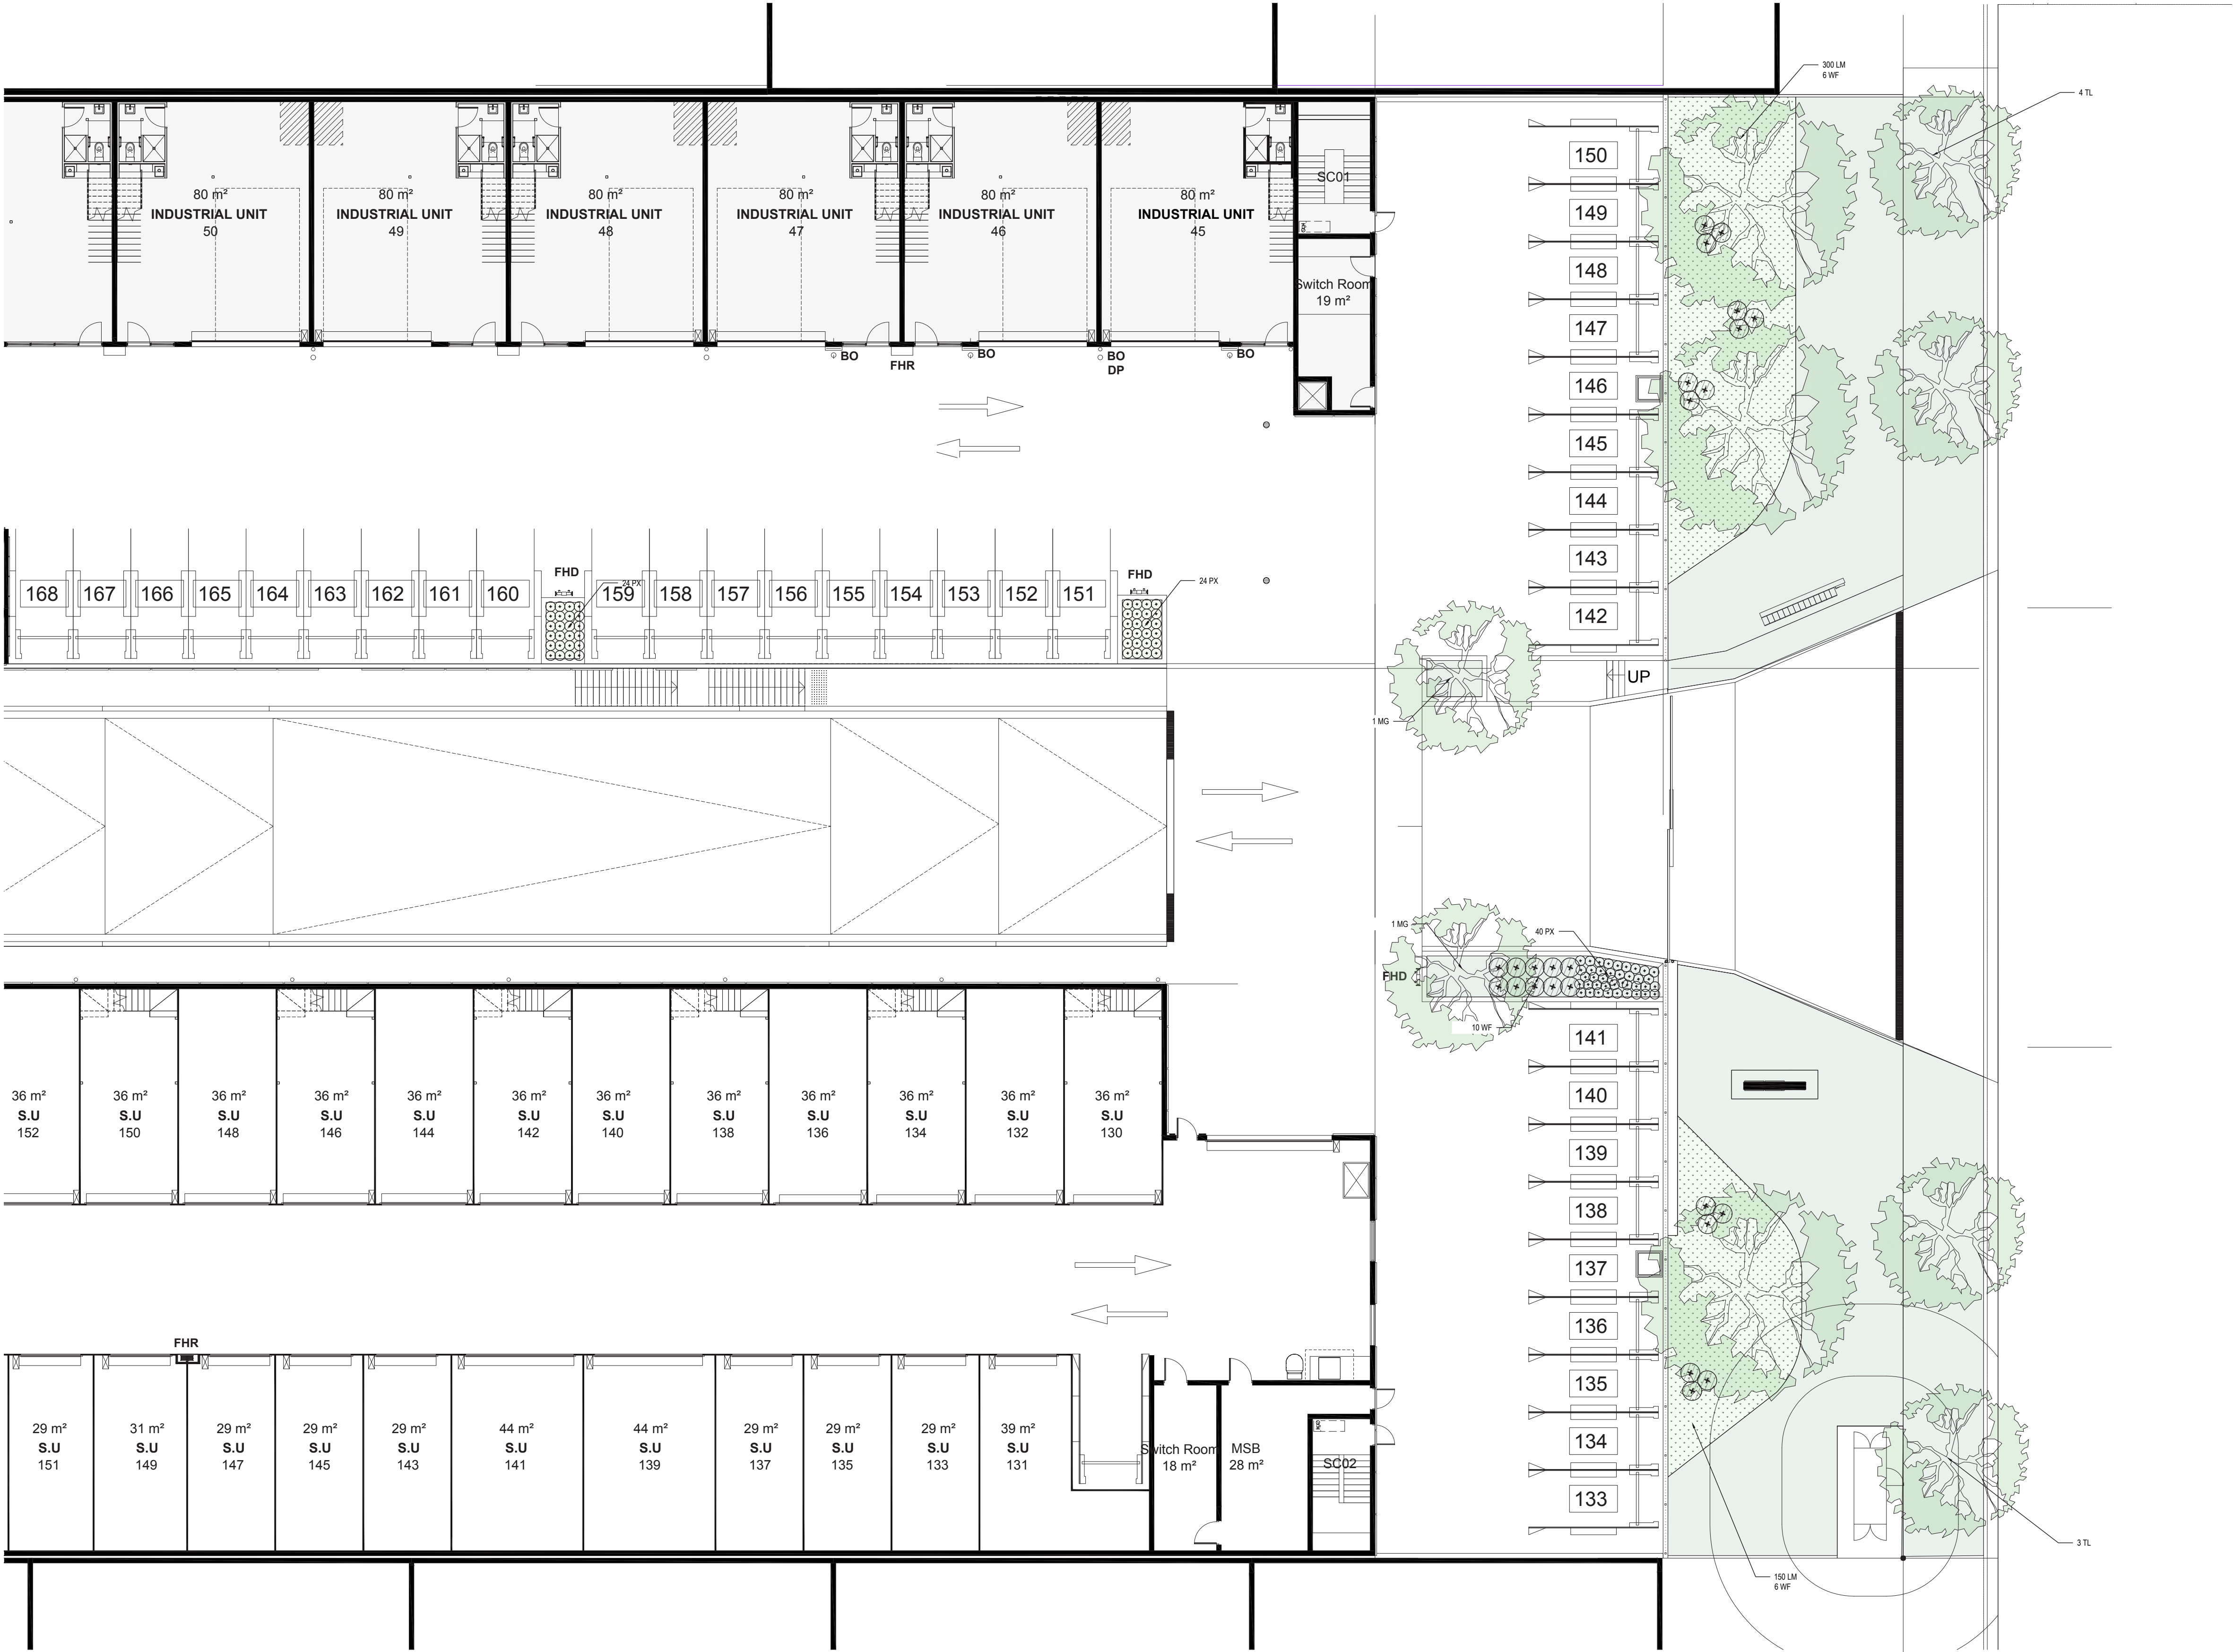 300 LM
6 WF
4 TL
80 m²
INDUSTRIAL UNIT
50
80 m²
INDUSTRIAL UNIT
49
80 m²
INDUSTRIAL UNIT
48
80 m²
INDUSTRIAL UNIT
47
80 m²
INDUSTRIAL UNIT
46
80 m²
INDUSTRIAL UNIT
45
SC01
Switch Room
19 m²
BO
FHR
BO
BO
DP
BO
150
149
148
147
146
145
144
143
142
FHD
24 PX
FHD
24 PX
168
167
166
165
164
163
162
161
160
159
158
157
156
155
154
153
152
151
UP
1 MG
1 MG
40 PX
FHD
10 WF
141
140
139
138
137
136
135
134
133
36 m²
S.U
152
36 m²
S.U
150
36 m²
S.U
148
36 m²
S.U
146
36 m²
S.U
144
36 m²
S.U
142
36 m²
S.U
140
36 m²
S.U
138
36 m²
S.U
136
36 m²
S.U
134
36 m²
S.U
132
36 m²
S.U
130
FHR
29 m²
S.U
151
31 m²
S.U
149
29 m²
S.U
147
29 m²
S.U
145
29 m²
S.U
143
44 m²
S.U
141
44 m²
S.U
139
29 m²
S.U
137
29 m²
S.U
135
29 m²
S.U
133
39 m²
S.U
131
Switch Room
18 m²
MSB
28 m²
SC02
3 TL
150 LM
6 WF